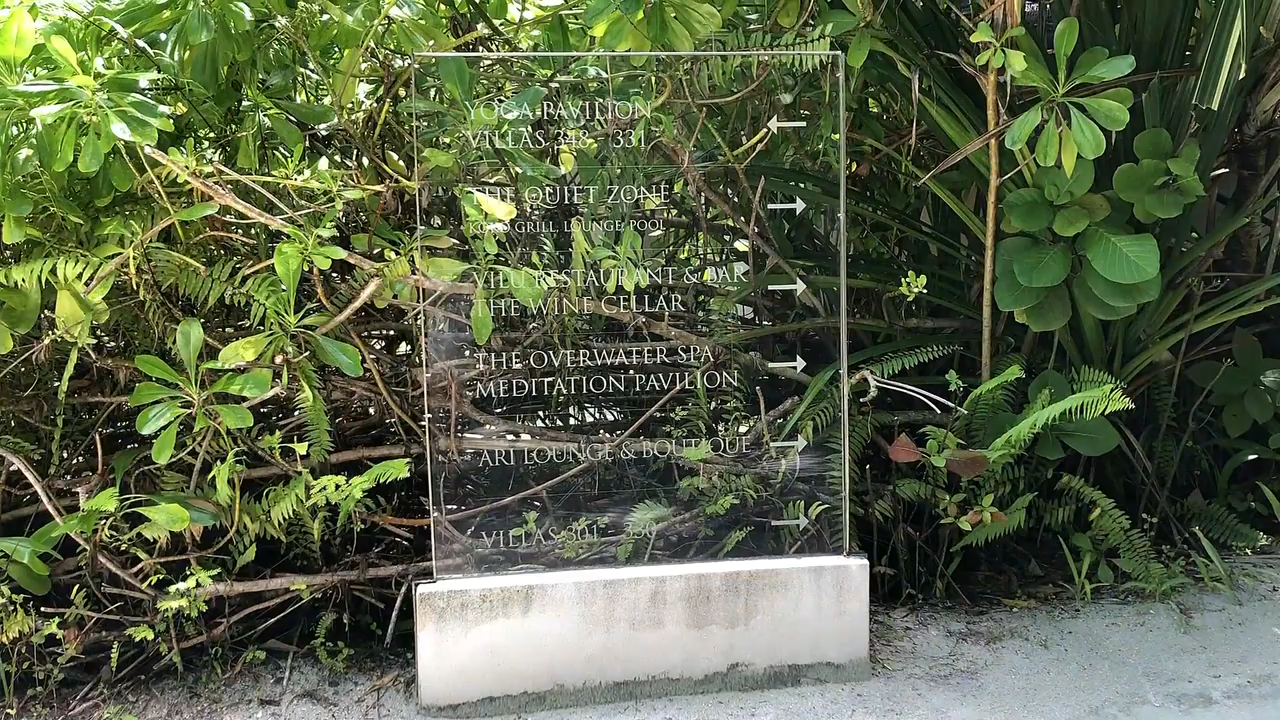 YOGA PAVILION
VILLAS 348 - 331
THE QUIET ZONE
KOKO GRILL, LOUNGE, POOL
VILU RESTAURANT & BAR
THE WINE CELLAR
THE OVERWATER SPA
MEDITATION PAVILION
ARI LOUNGE & BOUTIQUE
VILLAS 301 - 330